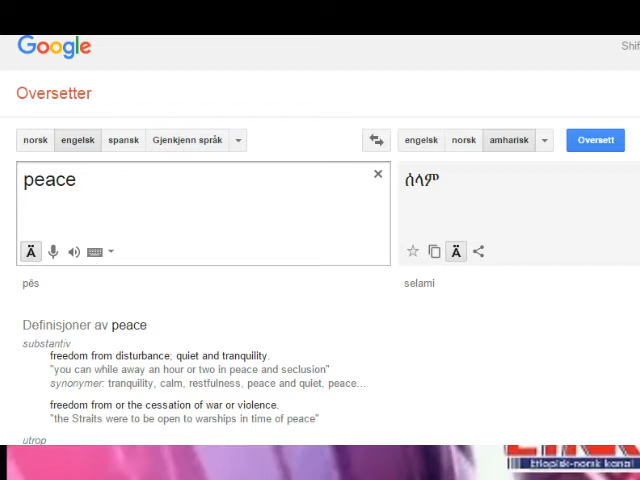 Google
Shif
Oversetter
norsk engelsk spansk Gjenkjenn språk
engelsk norsk amharisk Oversett
peace
ሰላም
Ä
Ä
pēs
selami
Definisjoner av peace
substantiv
freedom from disturbance; quiet and tranquility.
"you can while away an hour or two in peace and seclusion"
synonymer: tranquility, calm, restfulness, peace and quiet, peace...
freedom from or the cessation of war or violence.
"the Straits were to be open to warships in time of peace"
utrop
Etiopisk-norsk kanal